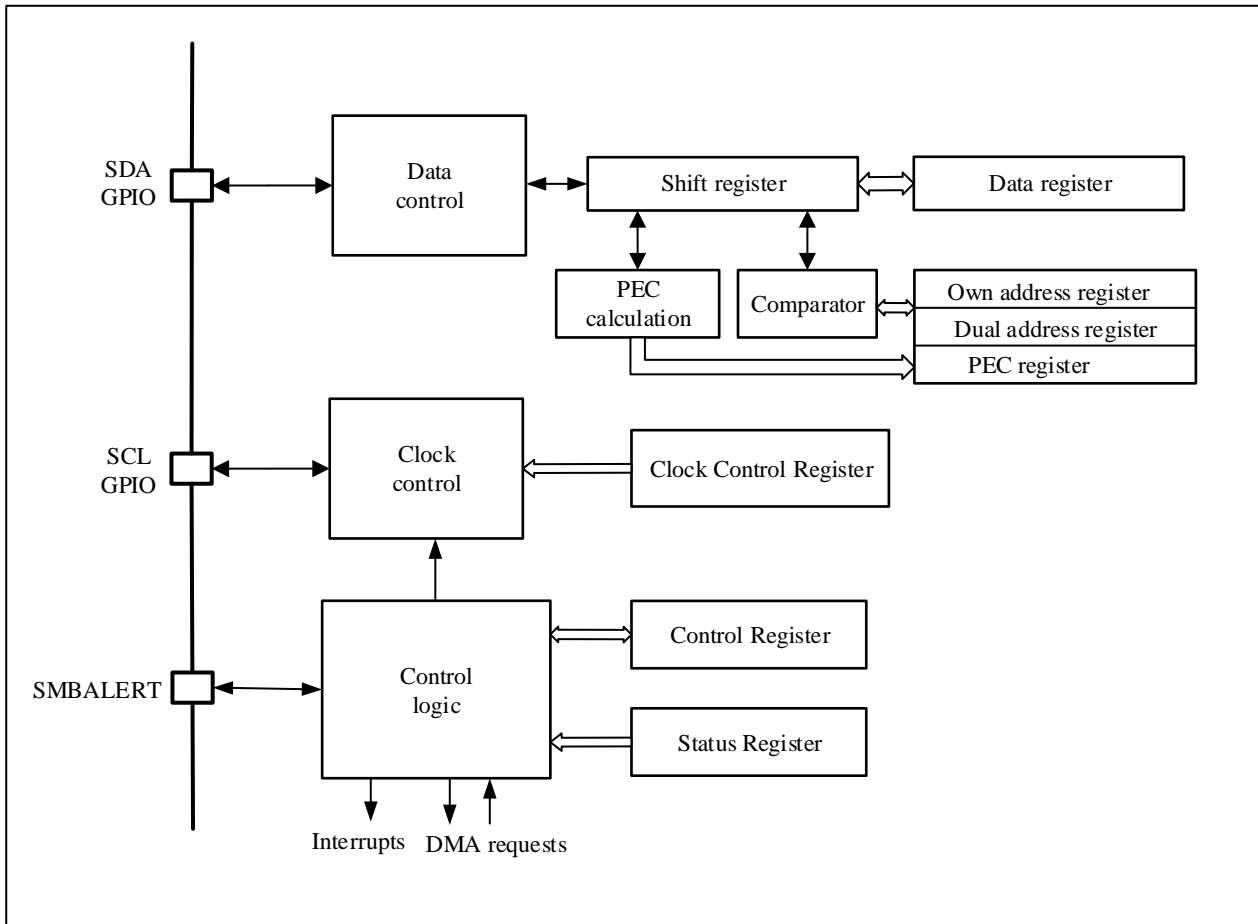 SDA
GPIO
Data
control
Shift register
Data register
PEC
calculation
Comparator
Own address register
Dual address register
PEC register
SCL
GPIO
Clock
control
Clock Control Register
SMBALERT
Control
logic
Control Register
Status Register
Interrupts
DMA requests